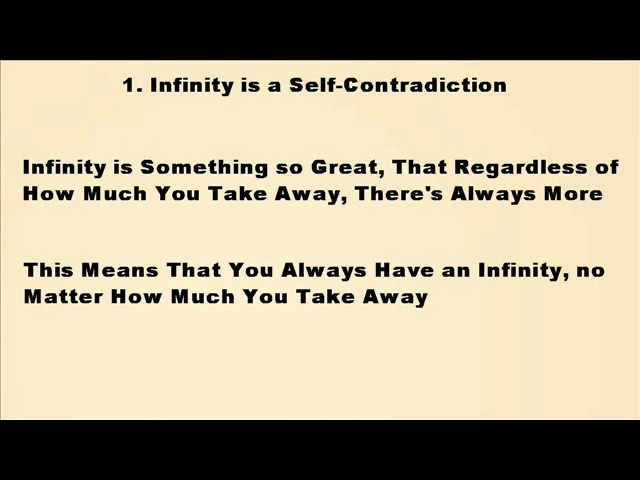 1. Infinity is a Self-Contradiction
Infinity is Something so Great, That Regardless of
How Much You Take Away, There's Always More
This Means That You Always Have an Infinity, no
Matter How Much You Take Away